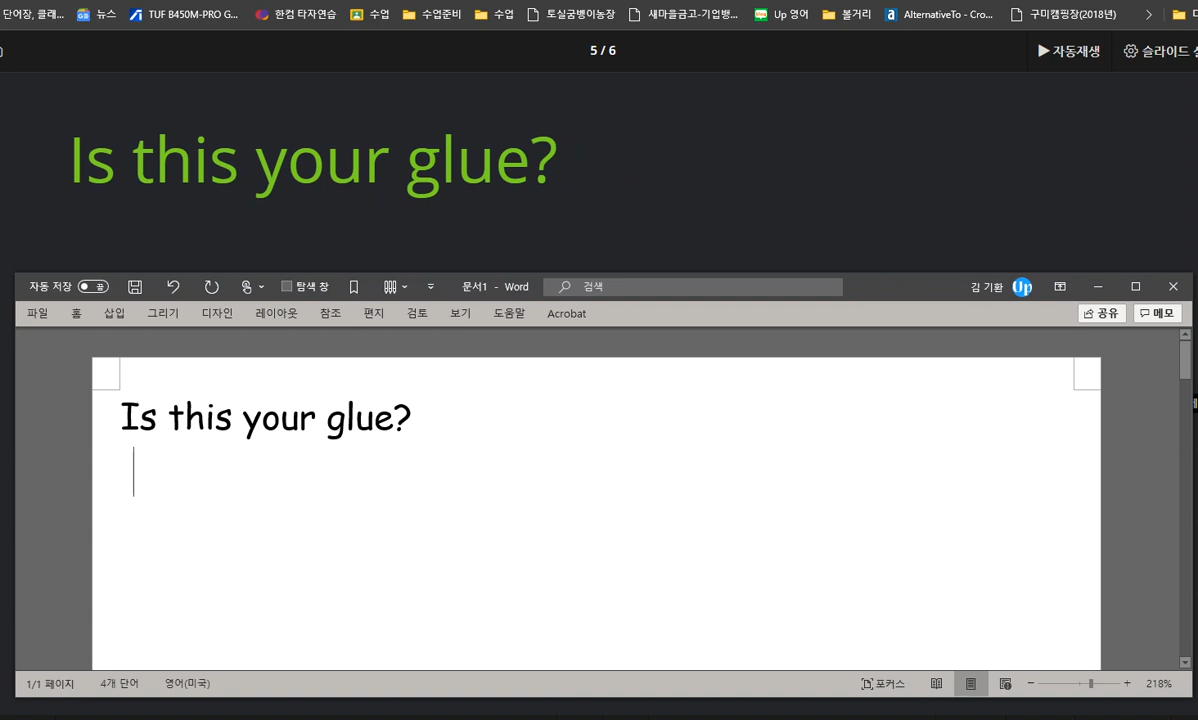 단어장, 클래... 뉴스 TUF B450M-PRO G... 한컴 타자연습 수업 수업준비 수업 토실굼벵이농장 새마을금고-기업뱅... Up 영어 볼거리 AlternativeTo - Cro... 구미캠핑장(2018년)
5 / 6 자동재생 슬라이드
Is this your glue?
자동 저장 끔 탐색 창 문서1 - Word 검색 김 기환 Up
파일 홈 삽입 그리기 디자인 레이아웃 참조 편지 검토 보기 도움말 Acrobat 공유 메모
Is this your glue?
1/1 페이지 4개 단어 영어(미국) 포커스 218%